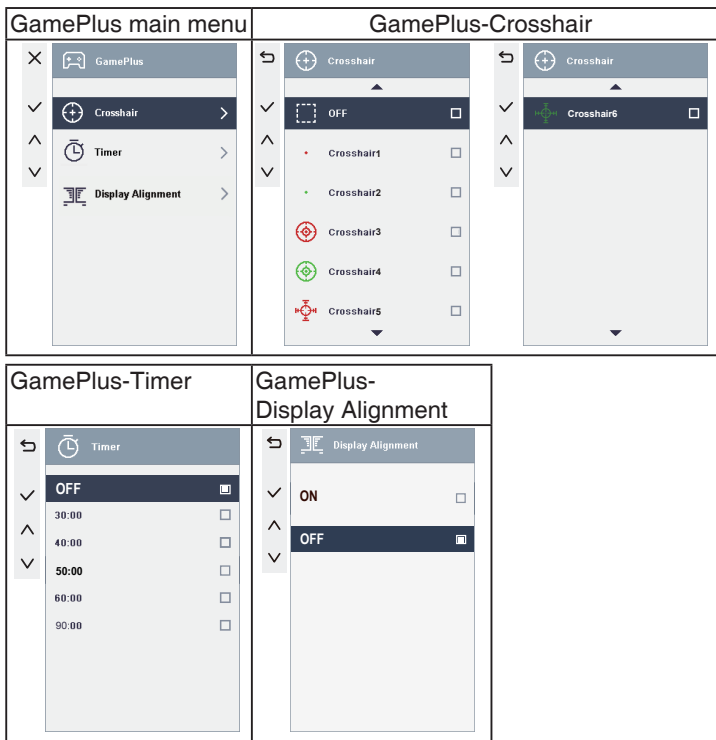 GamePlus main menu
GamePlus-Crosshair
GamePlus
Crosshair
Timer
Display Alignment
Crosshair
OFF
Crosshair1
Crosshair2
Crosshair3
Crosshair4
Crosshair5
Crosshair
Crosshair6
GamePlus-Timer
GamePlus-
Display Alignment
Timer
OFF
30:00
40:00
50:00
60:00
90:00
Display Alignment
ON
OFF